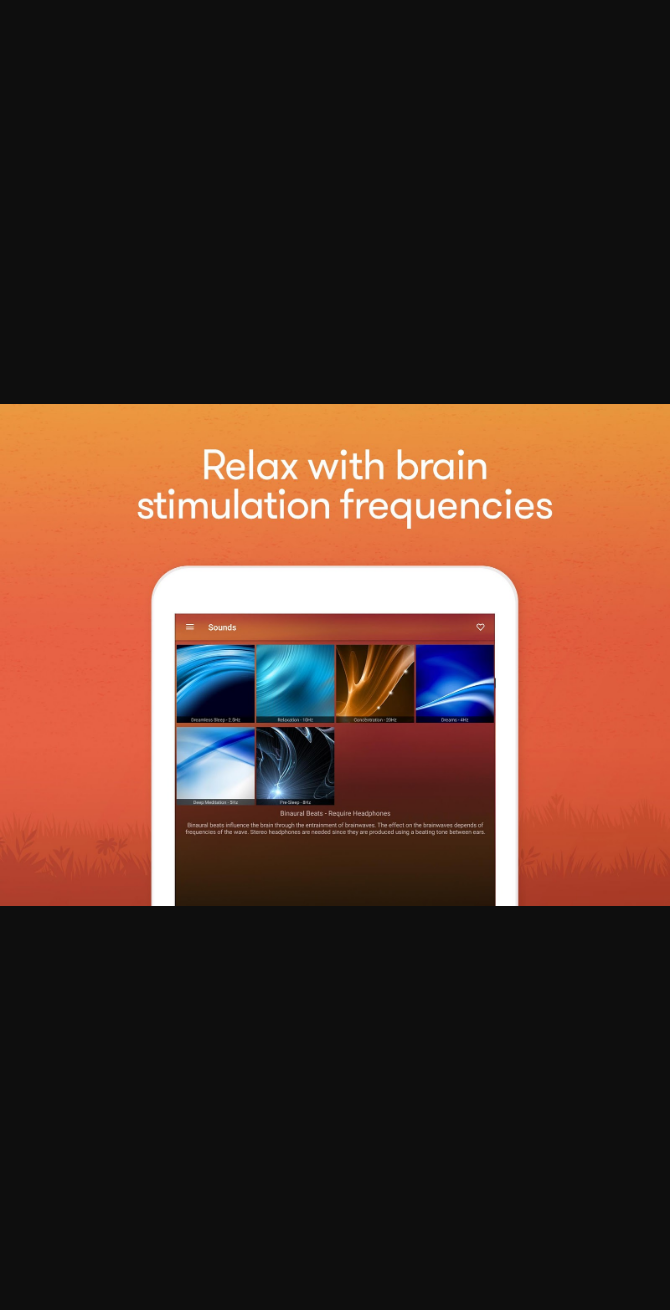 Relax with brain
stimulation frequencies
Sounds
Dreamless Sleep - 2.5Hz
Relaxation - 10Hz
Concentration - 20Hz
Dreams - 4Hz
Deep Meditation - 5Hz
Pre Sleep - 8Hz
Binaural Beats - Require Headphones
Binaural beats influence the brain through the entrainment of brainwaves. The effect on the brainwaves depends of
frequencies of the wave. Stereo headphones are needed since they are produced using a beating tone between ears.